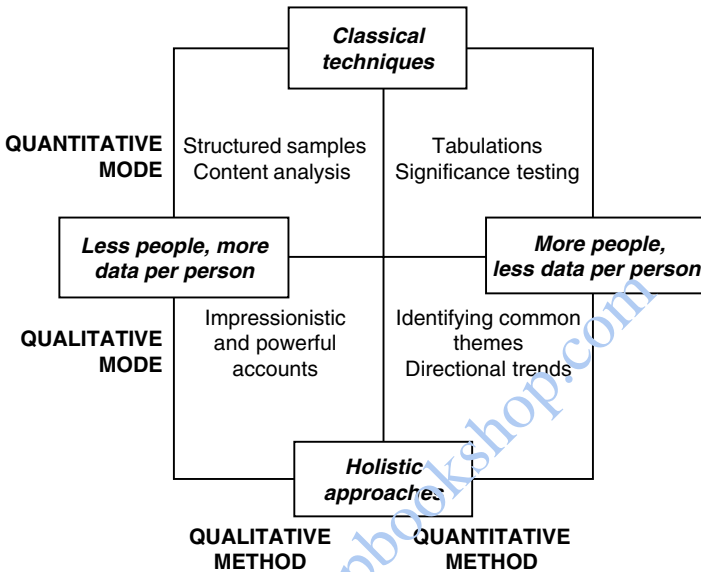 Classical
techniques
QUANTITATIVE
MODE
Structured samples
Content analysis
Tabulations
Significance testing
Less people, more
data per person
More people,
less data per person
QUALITATIVE
MODE
Impressionistic
and powerful
accounts
Identifying common
themes
Directional trends
Holistic
approaches
QUALITATIVE
METHOD
QUANTITATIVE
METHOD
pbookshop.com